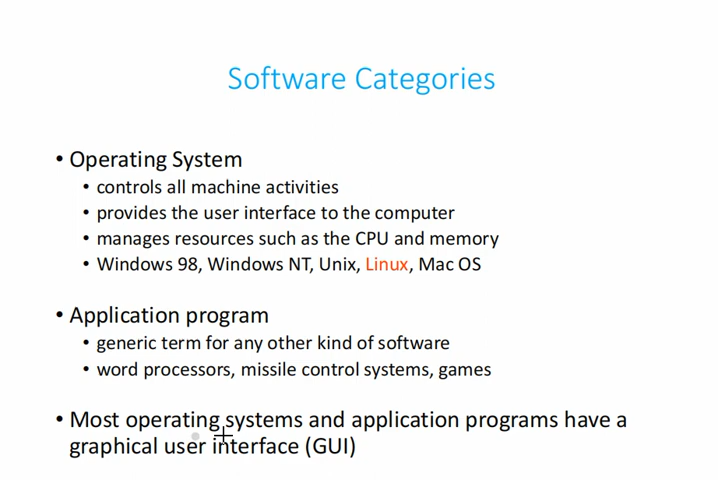 Software Categories
• Operating System
• controls all machine activities
• provides the user interface to the computer
• manages resources such as the CPU and memory
• Windows 98, Windows NT, Unix, Linux, Mac OS
• Application program
• generic term for any other kind of software
• word processors, missile control systems, games
• Most operating systems and application programs have a
graphical user interface (GUI)